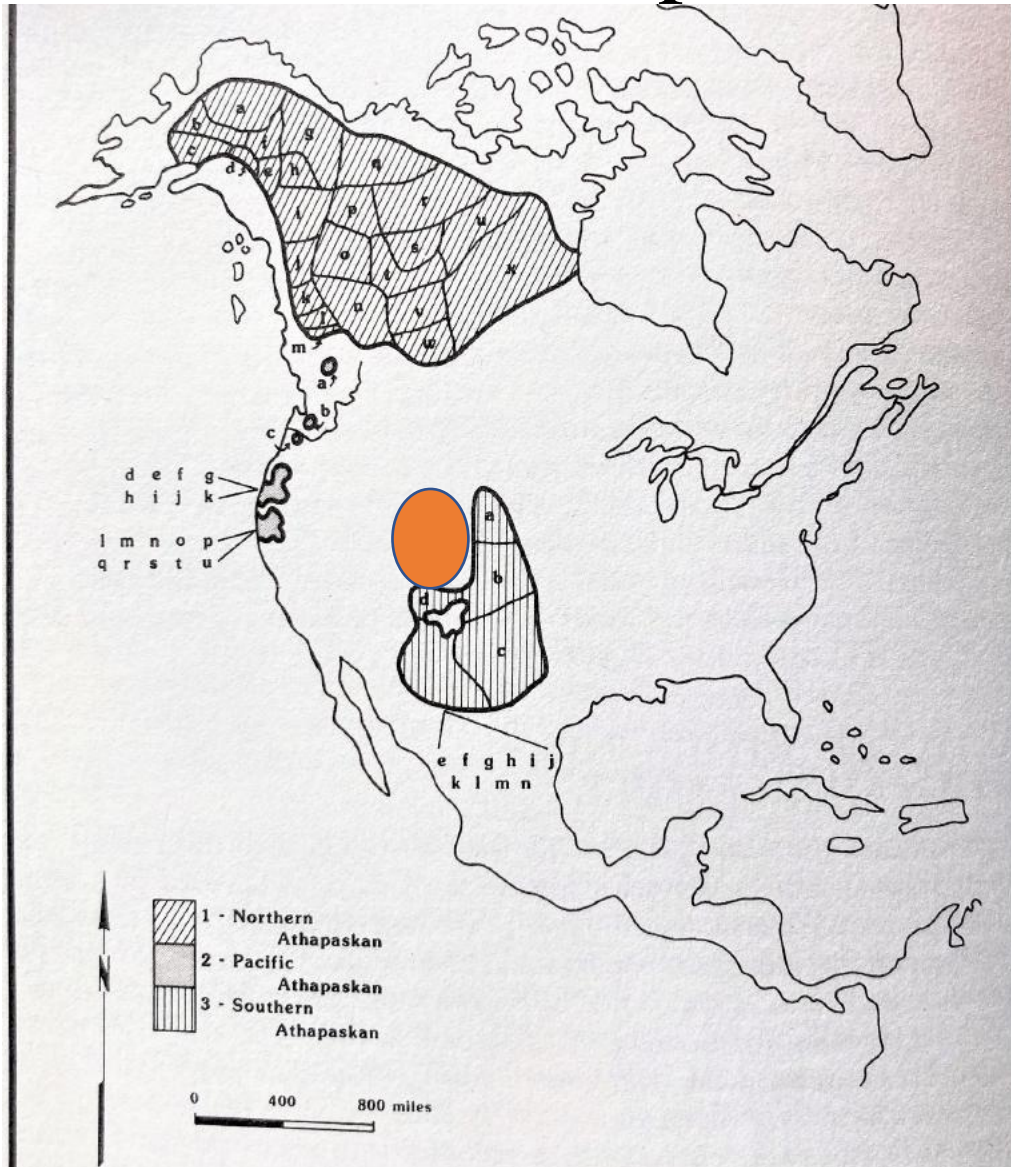 a
g
b
q
c
d e h
r
i p
u
s
o
x
j
t
k n
v
l
w
m
a
b
c
d e f g
h i j k
l m n o p
q r s t u
a
b
d
c
e f g h i j
k l m n
1 - Northern
Athapaskan
2 - Pacific
Athapaskan
3 - Southern
Athapaskan
N
0 400 800 miles